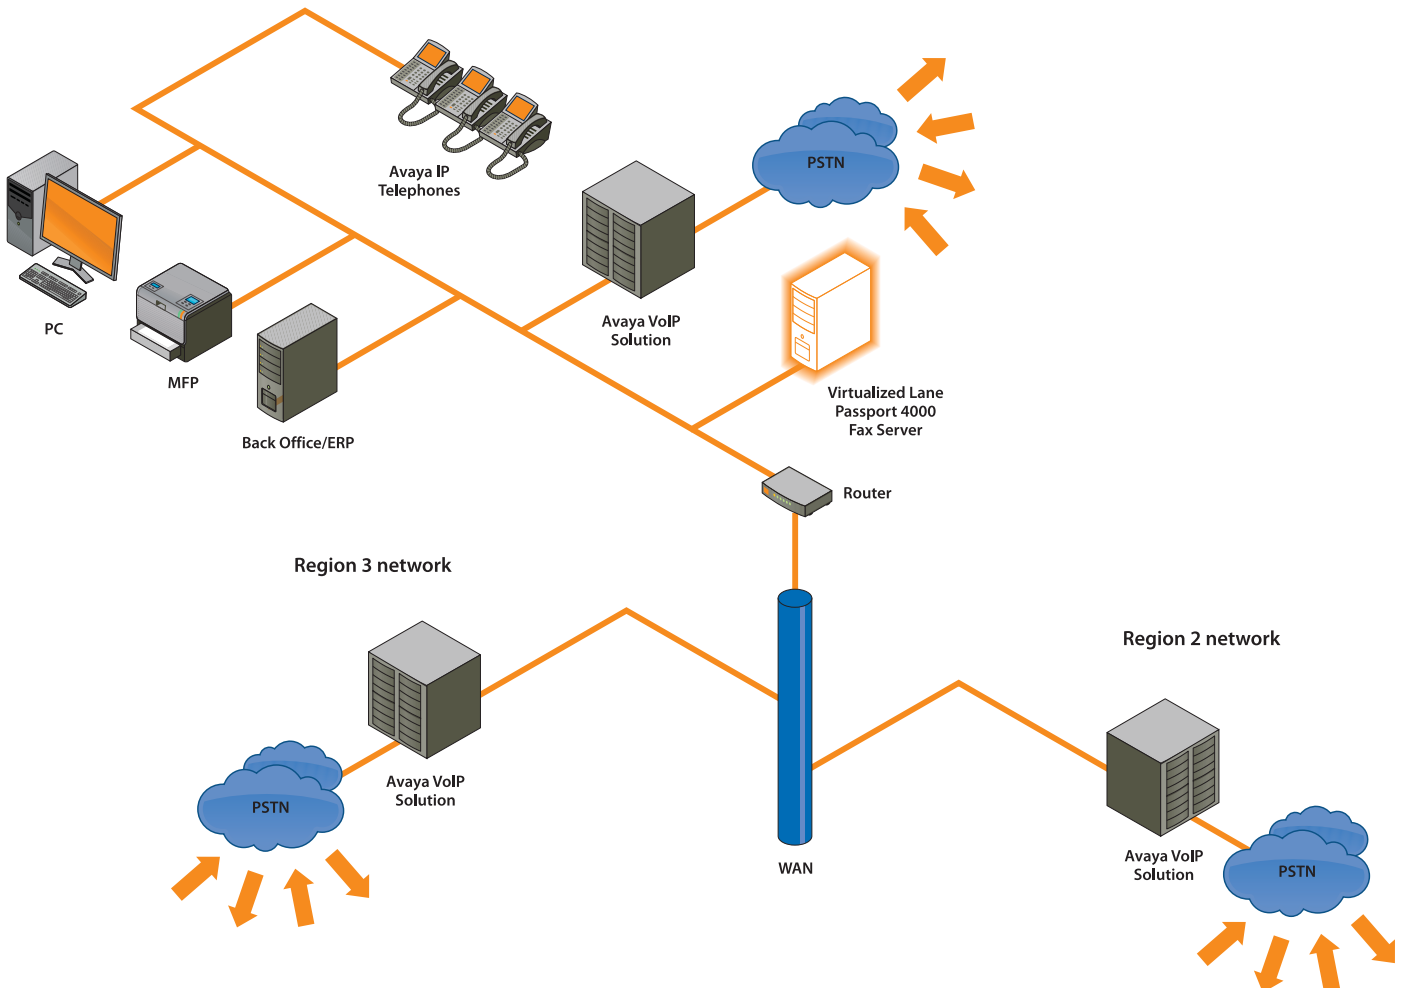 Avaya IP
Telephones
PSTN
PC
MFP
Back Office/ERP
Avaya VoIP
Solution
Virtualized Lane
Passport 4000
Fax Server
Router
Region 3 network
Region 2 network
Avaya VoIP
Solution
PSTN
WAN
Avaya VoIP
Solution
PSTN